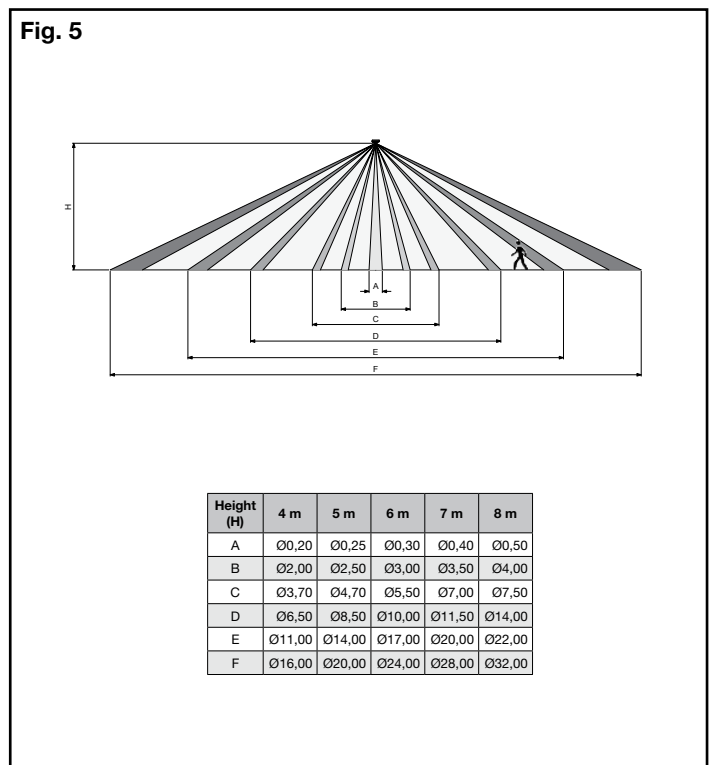 Fig. 5
H
A
B
C
D
E
F
Height (H) 4 m 5 m 6 m 7 m 8 m
A Ø0,20 Ø0,25 Ø0,30 Ø0,40 Ø0,50
B Ø2,00 Ø2,50 Ø3,00 Ø3,50 Ø4,00
C Ø3,70 Ø4,70 Ø5,50 Ø7,00 Ø7,50
D Ø6,50 Ø8,50 Ø10,00 Ø11,50 Ø14,00
E Ø11,00 Ø14,00 Ø17,00 Ø20,00 Ø22,00
F Ø16,00 Ø20,00 Ø24,00 Ø28,00 Ø32,00